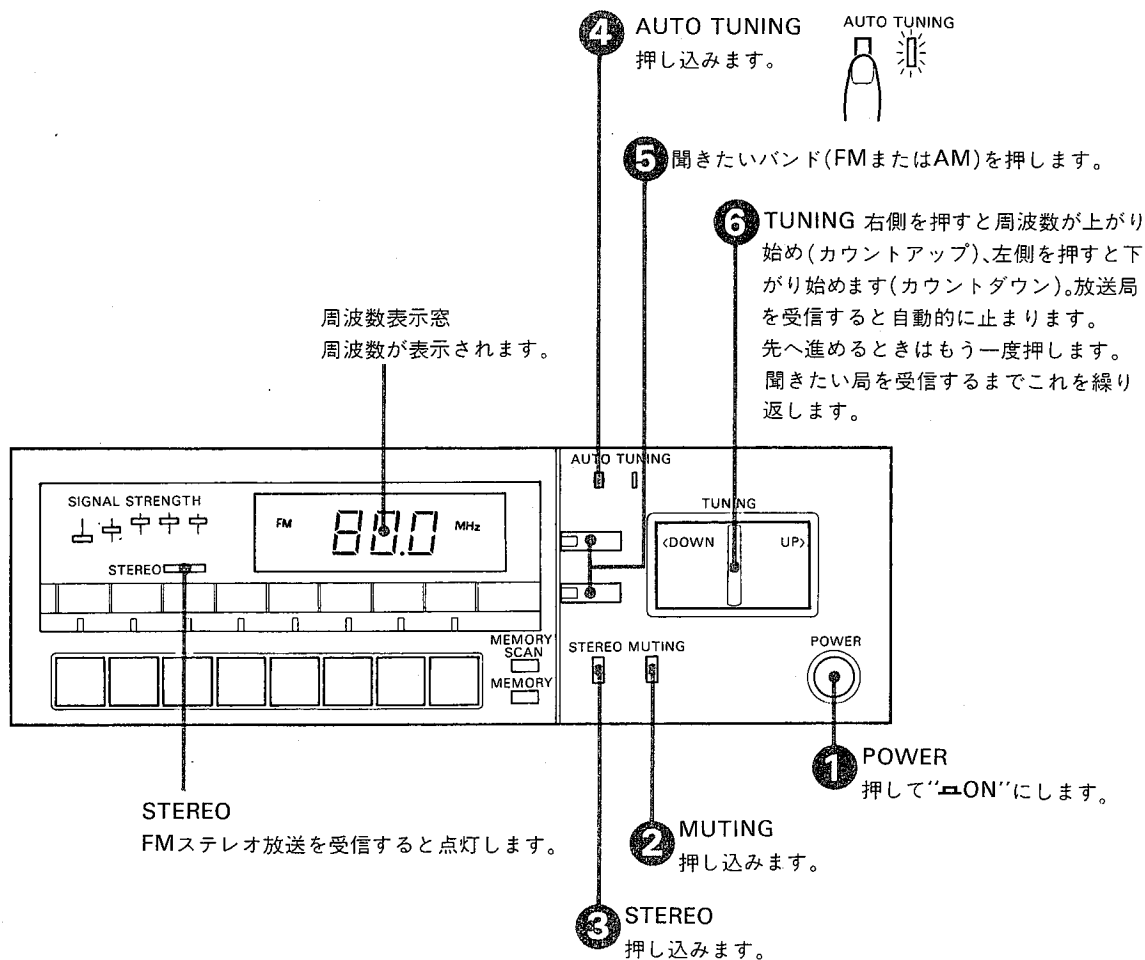 4 AUTO TUNING
押し込みます。
AUTO TUNING
5 聞きたいバンド(FMまたはAM)を押します。
6 TUNING 右側を押すと周波数が上がり
始め(カウントアップ)、左側を押すと下
がり始めます(カウントダウン)。放送局
を受信すると自動的に止まります。
先へ進めるときはもう一度押します。
聞きたい局を受信するまでこれを繰り
返します。
周波数表示窓
周波数が表示されます。
AUTO TUNING
SIGNAL STRENGTH
FM 80.0 MHz
STEREO
TUNING
<DOWN UP>
MEMORY
SCAN
MEMORY
STEREO MUTING
POWER
1 POWER
押して“ON”にします。
STEREO
FMステレオ放送を受信すると点灯します。
2 MUTING
押し込みます。
3 STEREO
押し込みます。